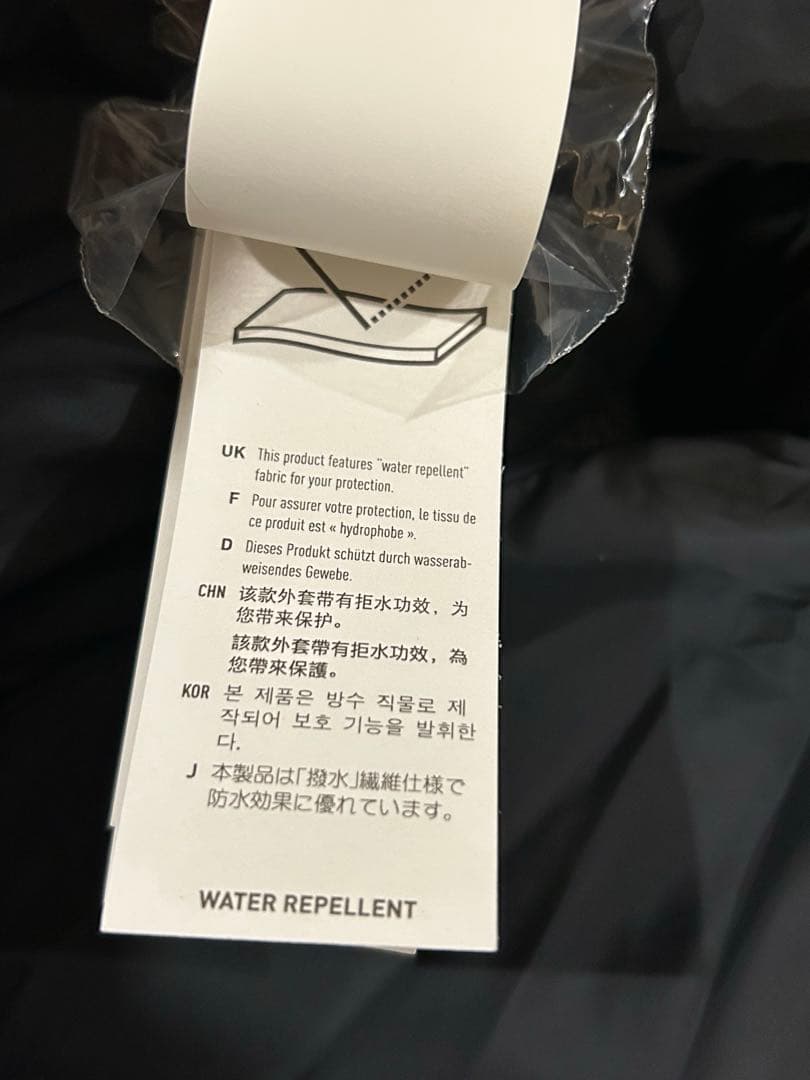 UK This product features "water repellent"
fabric for your protection.
F Pour assurer votre protection, le tissu de
ce produit est « hydrophobe ».
D Dieses Produkt schützt durch wasserab-
weisendes Gewebe.
CHN 该款外套带有拒水功效，为
您带来保护。
該款外套帶有拒水功效，為
您帶來保護。
KOR 본 제품은 방수 직물로 제
작되어 보호 기능을 발휘한
다.
J 本製品は「撥水」繊維仕様で
防水効果に優れています。
WATER REPELLENT